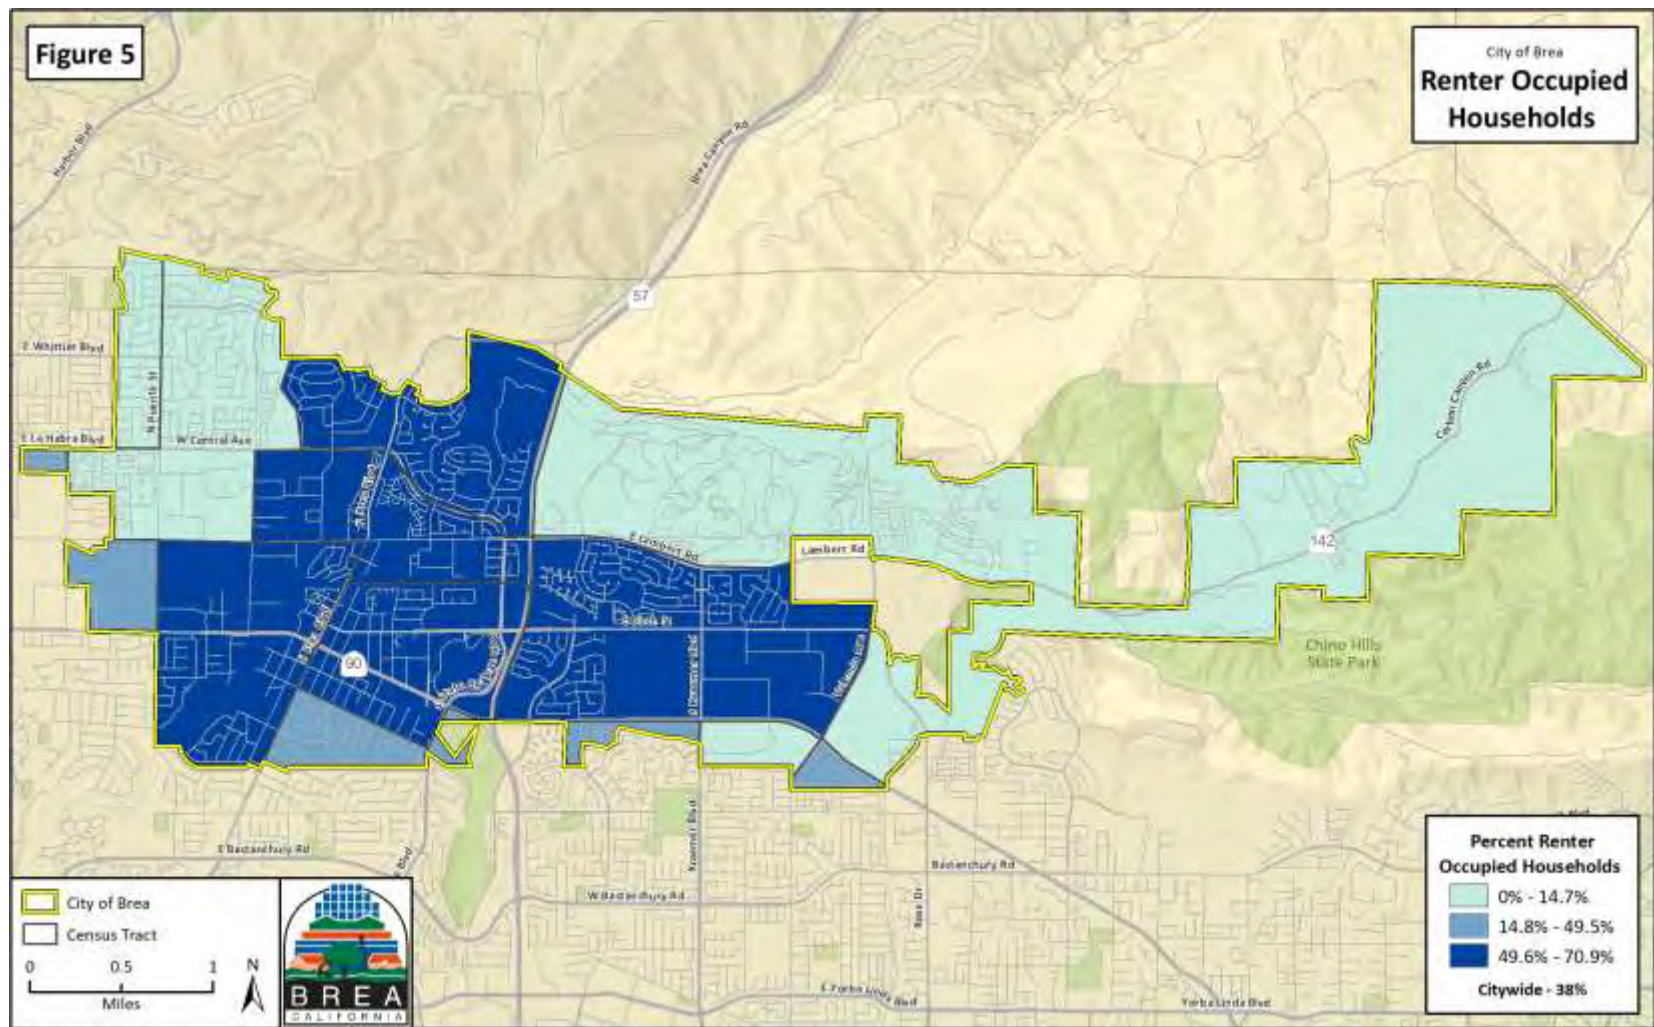 Figure 5
City of Brea
Renter Occupied
Households
Harbor Blvd
Brea Canyon Rd
57
E Whittier Blvd
N Puente St
E La Habra Blvd
W Central Ave
Carbon Canyon Rd
142
E Lambert Rd
Lambert Rd
90
Chino Hills
State Park
E Bastanchury Rd
Blvd
Kraemer Blvd
Bastanchury Rd
W Bastanchury Rd
Rose Dr
E Yorba Linda Blvd
Yorba Linda Blvd
City of Brea
Census Tract
0 0.5 1
Miles
N
BREA
CALIFORNIA
Percent Renter
Occupied Households
0% - 14.7%
14.8% - 49.5%
49.6% - 70.9%
Citywide - 38%